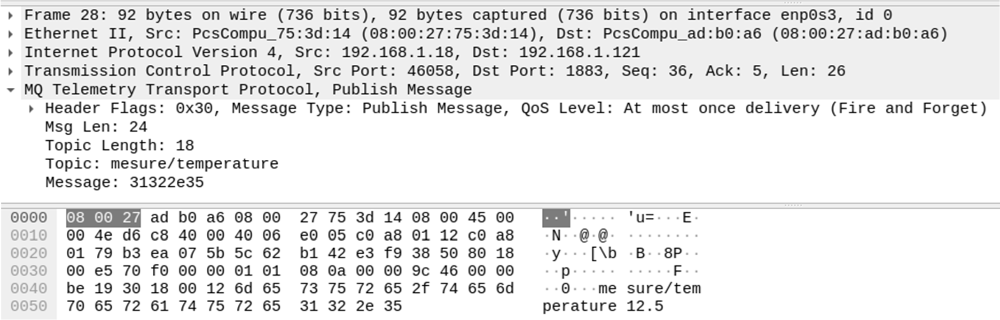 Frame 28: 92 bytes on wire (736 bits), 92 bytes captured (736 bits) on interface enp0s3, id 0
Ethernet II, Src: PcsCompu_75:3d:14 (08:00:27:75:3d:14), Dst: PcsCompu_ad:b0:a6 (08:00:27:ad:b0:a6)
Internet Protocol Version 4, Src: 192.168.1.18, Dst: 192.168.1.121
Transmission Control Protocol, Src Port: 46058, Dst Port: 1883, Seq: 36, Ack: 5, Len: 26
MQ Telemetry Transport Protocol, Publish Message
Header Flags: 0x30, Message Type: Publish Message, QoS Level: At most once delivery (Fire and Forget)
Msg Len: 24
Topic Length: 18
Topic: mesure/temperature
Message: 31322e35
0000 08 00 27 ad b0 a6 08 00 27 75 3d 14 08 00 45 00 ··'····· 'u=···E·
0010 00 4e d6 c8 40 00 40 06 e0 05 c0 a8 01 12 c0 a8 ·N··@·@· ········
0020 01 79 b3 ea 07 5b 5c 62 b1 42 e3 f9 38 50 80 18 ·y···[\b ·B··8P··
0030 00 e5 70 f0 00 00 01 01 08 0a 00 00 9c 46 00 00 ··p····· ·····F··
0040 be 19 30 18 00 12 6d 65 73 75 72 65 2f 74 65 6d ··0···me sure/tem
0050 70 65 72 61 74 75 72 65 31 32 2e 35 perature 12.5